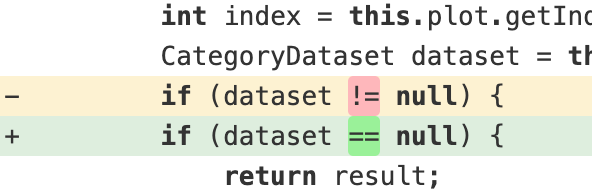 int index = this.plot.getInd
CategoryDataset dataset = th
- if (dataset != null) {
+ if (dataset == null) {
return result;